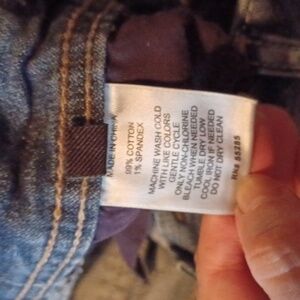 MADE IN CHINA
99% COTTON
1% SPANDEX
MACHINE WASH COLD
WITH LIKE COLORS
GENTLE CYCLE
ONLY NON-CHLORINE
BLEACH WHEN NEEDED
TUMBLE DRY LOW
COOL IRON IF NEEDED
DO NOT DRY CLEAN
RN# 55285